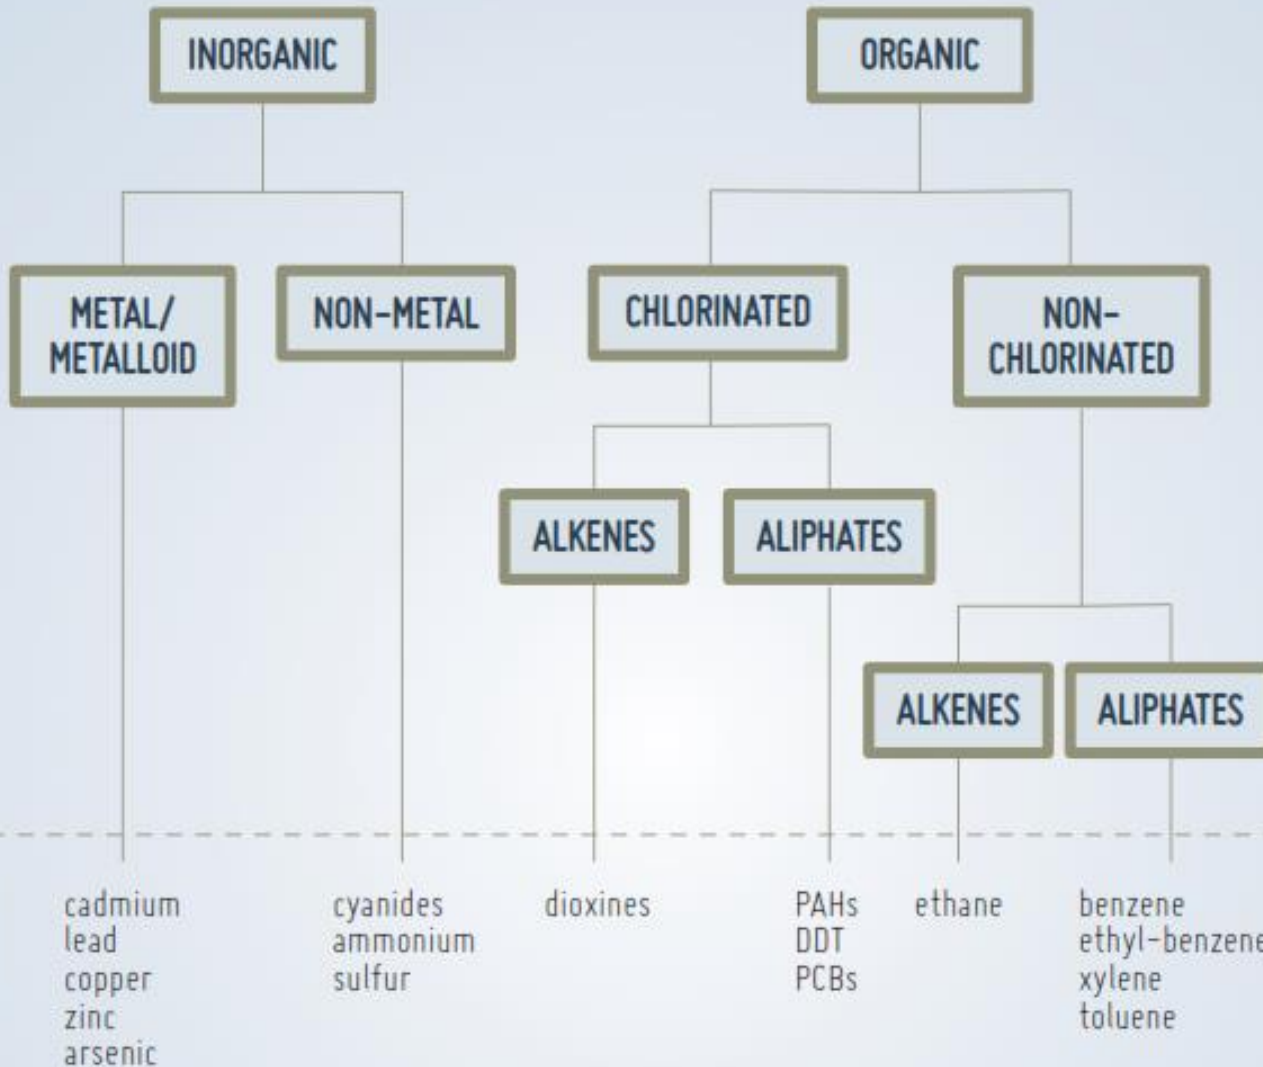 INORGANIC
ORGANIC
METAL/
METALLOID
NON-METAL
CHLORINATED
NON-
CHLORINATED
ALKENES
ALIPHATES
ALKENES
ALIPHATES
cadmium
lead
copper
zinc
arsenic
cyanides
ammonium
sulfur
dioxines
PAHs
DDT
PCBs
ethane
benzene
ethyl-benzene
xylene
toluene